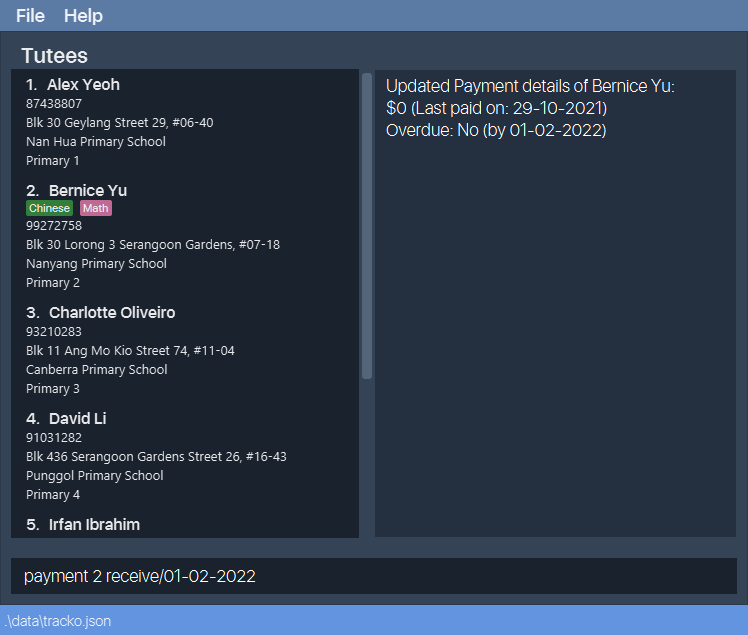 File Help
Tutees
1. Alex Yeoh
87438807
Blk 30 Geylang Street 29, #06-40
Nan Hua Primary School
Primary 1
2. Bernice Yu
Chinese Math
99272758
Blk 30 Lorong 3 Serangoon Gardens, #07-18
Nanyang Primary School
Primary 2
3. Charlotte Oliveiro
93210283
Blk 11 Ang Mo Kio Street 74, #11-04
Canberra Primary School
Primary 3
4. David Li
91031282
Blk 436 Serangoon Gardens Street 26, #16-43
Punggol Primary School
Primary 4
5. Irfan Ibrahim
Updated Payment details of Bernice Yu:
$0 (Last paid on: 29-10-2021)
Overdue: No (by 01-02-2022)
payment 2 receive/01-02-2022
.\data\tracko.json